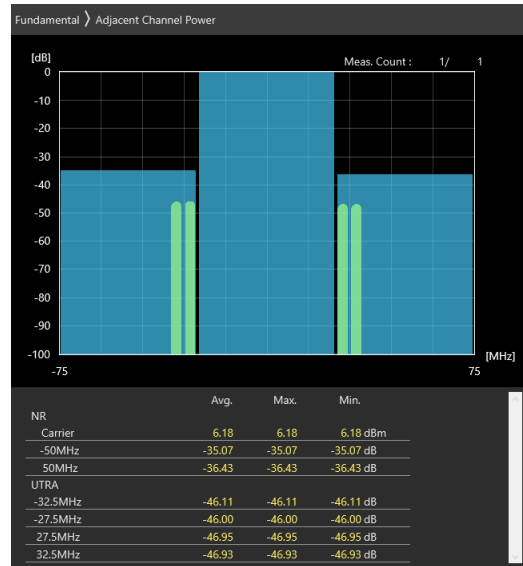 Fundamental 〉 Adjacent Channel Power
[dB]
Meas. Count : 1/ 1
0
-10
-20
-30
-40
-50
-60
-70
-80
-90
-100
[MHz]
-75 75
Avg. Max. Min.
NR
Carrier 6.18 6.18 6.18 dBm
-50MHz -35.07 -35.07 -35.07 dB
50MHz -36.43 -36.43 -36.43 dB
UTRA
-32.5MHz -46.11 -46.11 -46.11 dB
-27.5MHz -46.00 -46.00 -46.00 dB
27.5MHz -46.95 -46.95 -46.95 dB
32.5MHz -46.93 -46.93 -46.93 dB